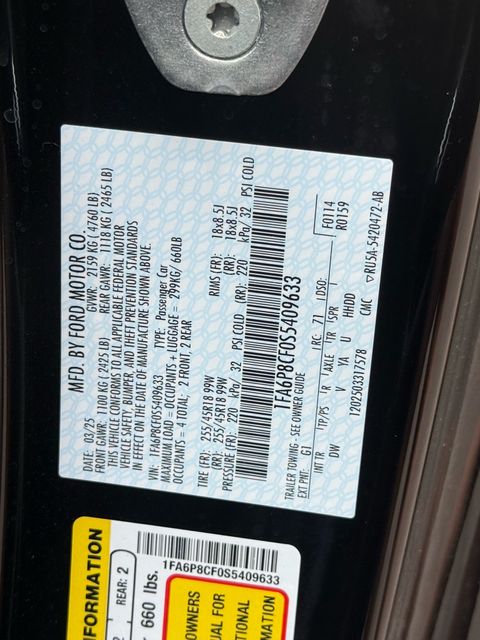 MFD. BY FORD MOTOR CO.
DATE: 03/25 GVWR: 2159 KG ( 4760 LB)
FRONT GAWR: 1100 KG ( 2425 LB) REAR GAWR: 1118 KG ( 2465 LB)
THIS VEHICLE CONFORMS TO ALL APPLICABLE FEDERAL MOTOR
VEHICLE SAFETY, BUMPER, AND THEFT PREVENTION STANDARDS
IN EFFECT ON THE DATE OF MANUFACTURE SHOWN ABOVE.
VIN: 1FA6P8CF0S5409633 TYPE: Passenger Car
MAXIMUM LOAD = OCCUPANTS + LUGGAGE = 299KG/ 660LB
OCCUPANTS = 4 TOTAL; 2 FRONT, 2 REAR
TIRE (FR): 255/45R18 99W RIMS (FR): 18x8.5J
(RR): 255/45R18 99W (RR): 18x8.5J
PRESSURE (FR): 220 kPa/ 32 PSI COLD (RR): 220 kPa/ 32 PSI COLD
1FA6P8CF0S5409633
TRAILER TOWING - SEE OWNER GUIDE
EXT PNT: G1 RC: 71 DSO: F0114
R0159
INT TR TP/PS R AXLE TR SPR
DW V YA U HHDD
1202503317578 CMC ▽RU5A-5420472-AB
FORMATION
REAR: 2
660 lbs.
1FA6P8CF0S5409633
OWNERS
UAL FOR
TIONAL
MATION